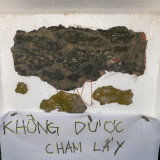 KHÔNG ĐƯỢC
CHẠM LẤY